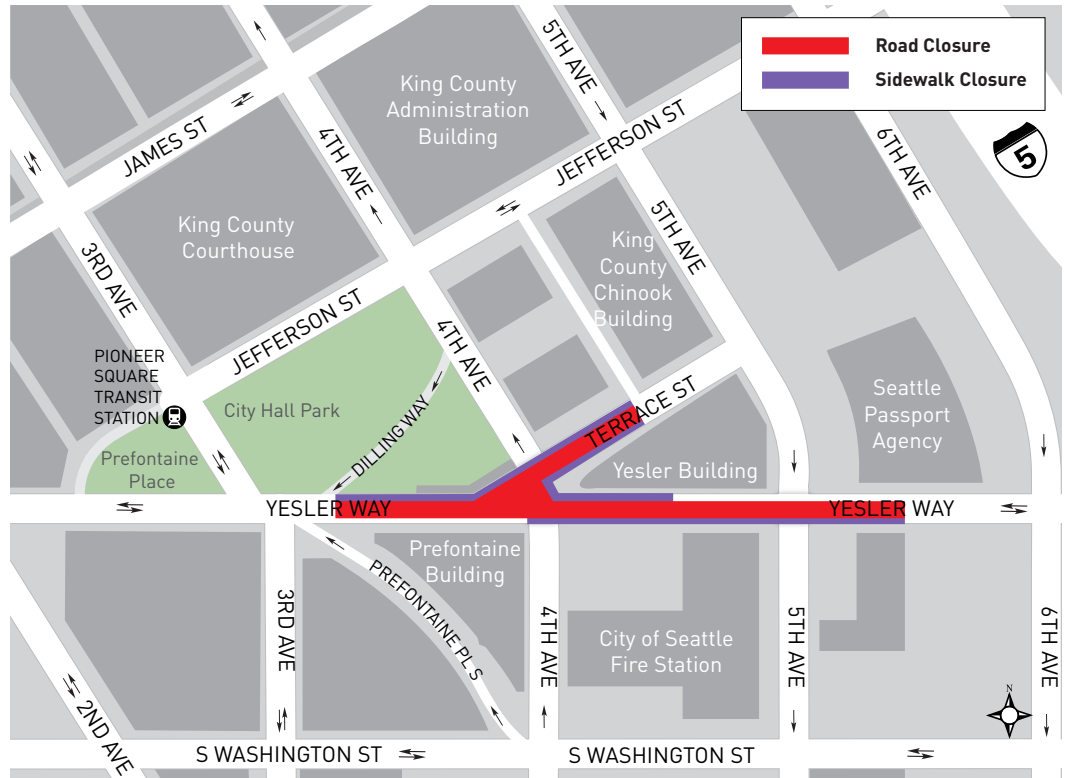 Road Closure
Sidewalk Closure
5
5TH AVE
King County
Administration
Building
JAMES ST
4TH AVE
JEFFERSON ST
6TH AVE
King County
Courthouse
5TH AVE
King
County
Chinook
Building
3RD AVE
JEFFERSON ST
4TH AVE
PIONEER
SQUARE
TRANSIT
STATION
City Hall Park
Seattle
Passport
Agency
TERRACE ST
DILLING WAY
Prefontaine
Place
Yesler Building
YESLER WAY
YESLER WAY
Prefontaine
Building
PREFONTAINE PL S
3RD AVE
4TH AVE
City of Seattle
Fire Station
5TH AVE
6TH AVE
N
2ND AVE
S WASHINGTON ST
S WASHINGTON ST